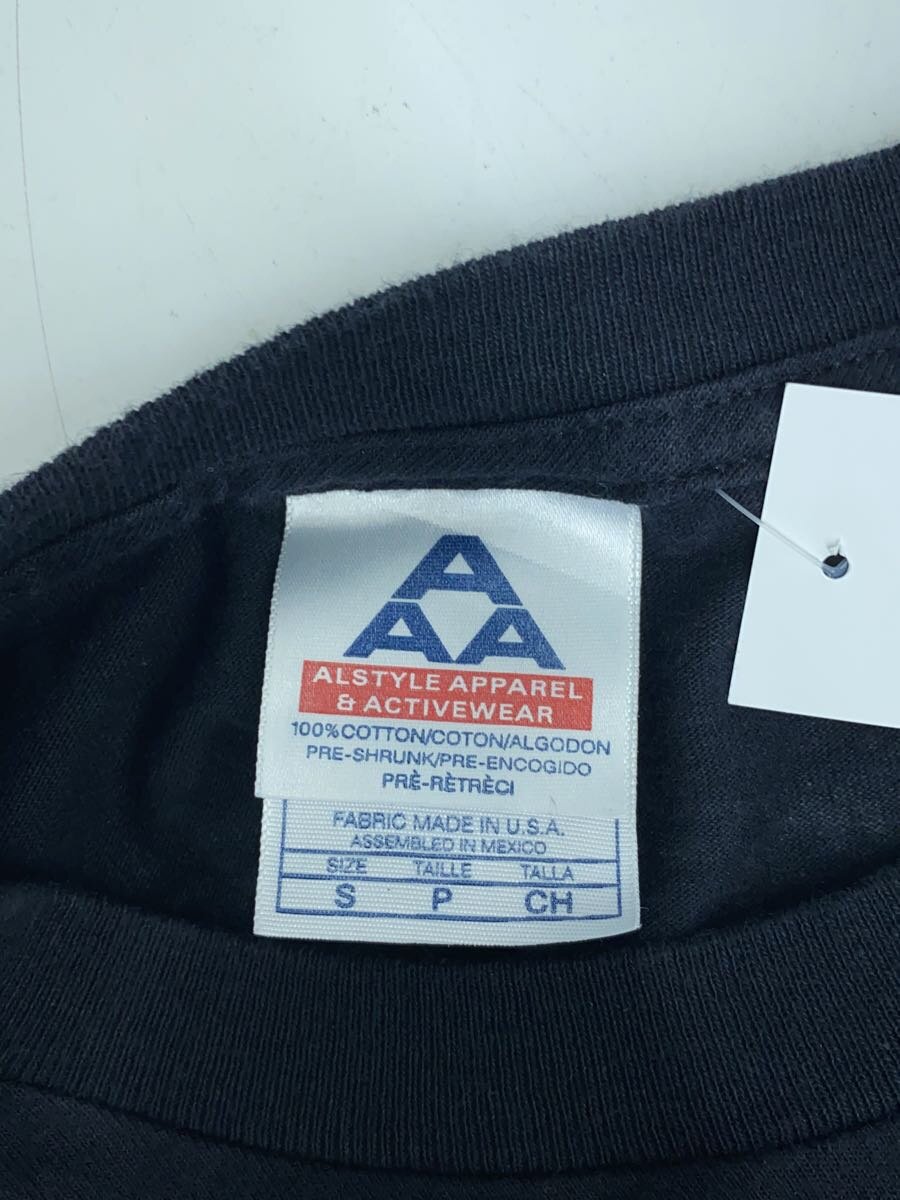 A
AAA
ALSTYLE APPAREL
& ACTIVEWEAR
100% COTTON/COTON/ALGODON
PRE-SHRUNK/PRE-ENCOGIDO
PRÈ-RÈTRÈCI
FABRIC MADE IN U.S.A.
ASSEMBLED IN MEXICO
SIZE TAILLE TALLA
S P CH